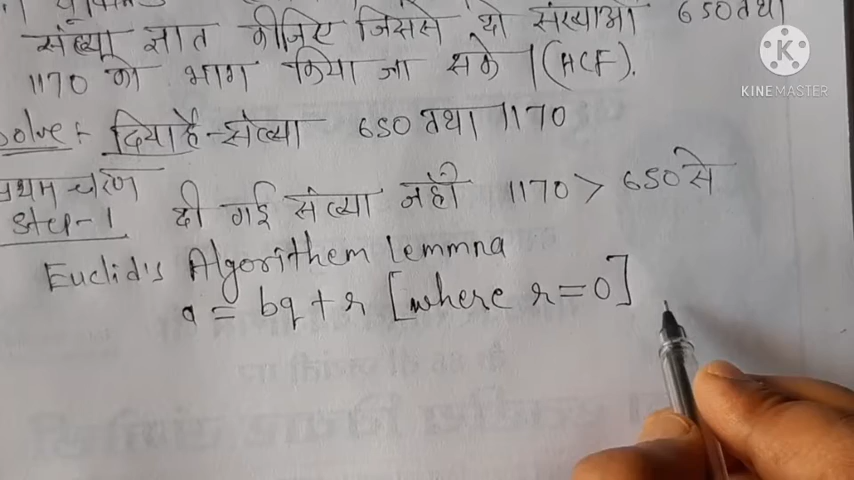 संख्या ज्ञात कीजिए जिससे दो संख्याओं 650 तथा
1170 को भाग किया जा सके।(HCF).
Solve:- दिया है - संख्या 650 तथा 1170
प्रथम चरण
Step-1
दी गई संख्या जहाँ 1170 > 650 से
Euclid's Algorithem Lemmna
a = bq + r [where r = 0]
KINEMASTER